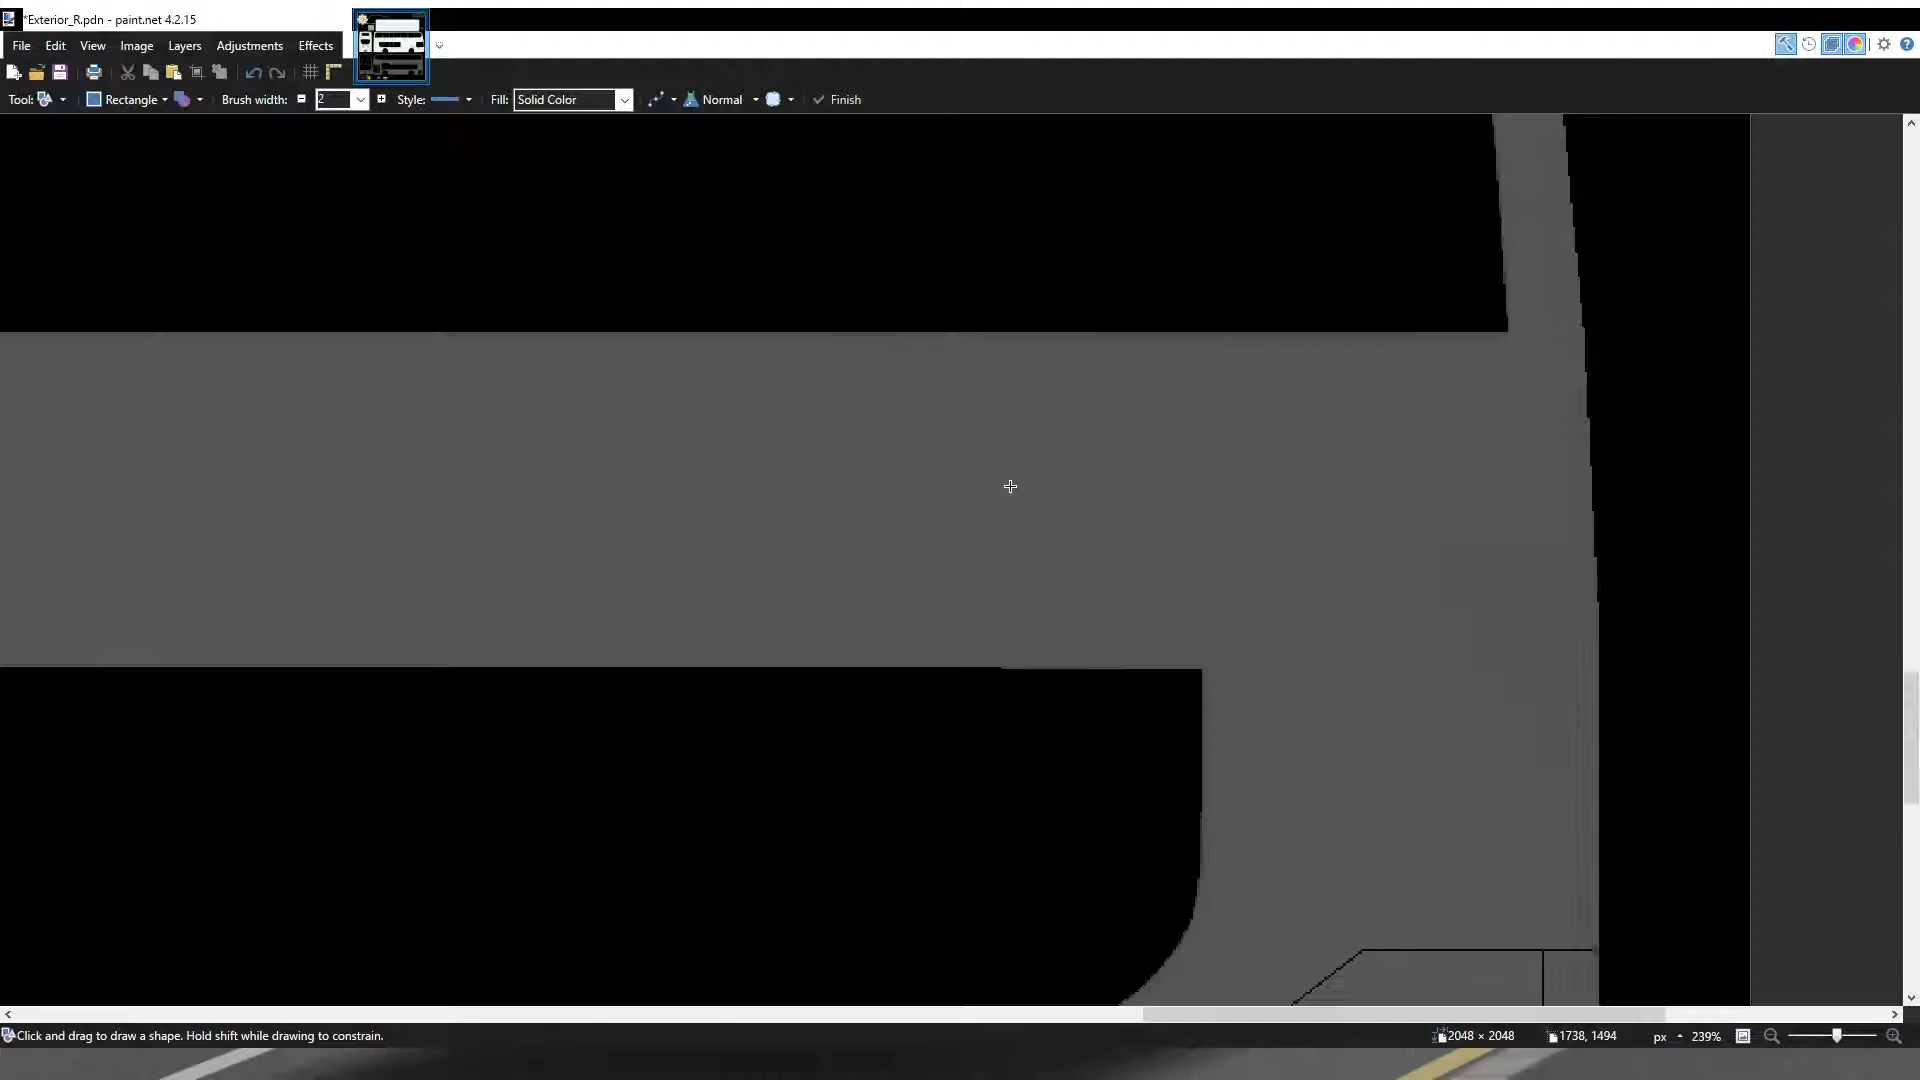 *Exterior_R.pdn - paint.net 4.2.15
File Edit View Image Layers Adjustments Effects
Tool: Rectangle Brush width: 2 Style: Fill: Solid Color Normal Finish
Click and drag to draw a shape. Hold shift while drawing to constrain. 2048 × 2048 1738, 1494 px 239%